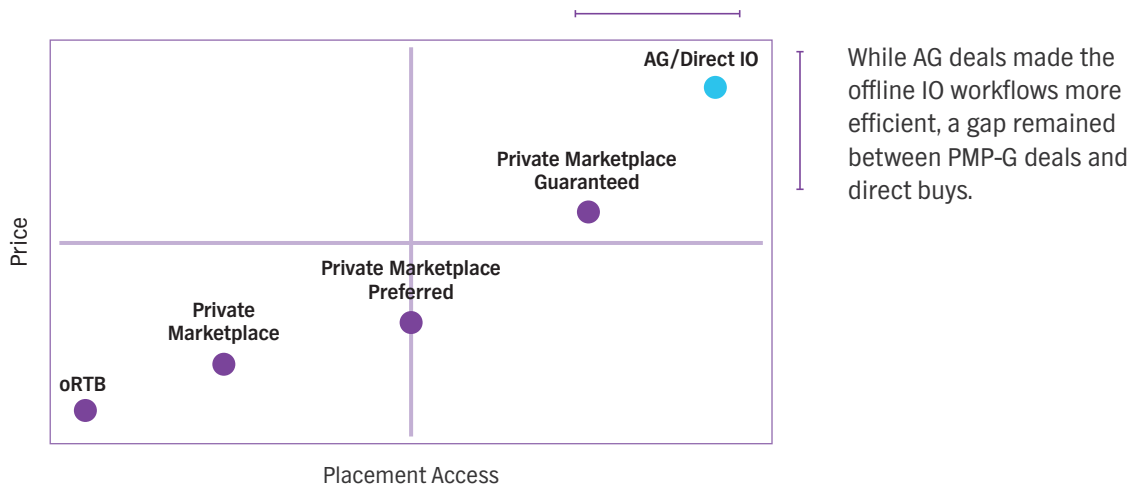 AG/Direct IO
Private Marketplace
Guaranteed
Private Marketplace
Preferred
Private
Marketplace
oRTB
Price
Placement Access
While AG deals made the
offline IO workflows more
efficient, a gap remained
between PMP-G deals and
direct buys.